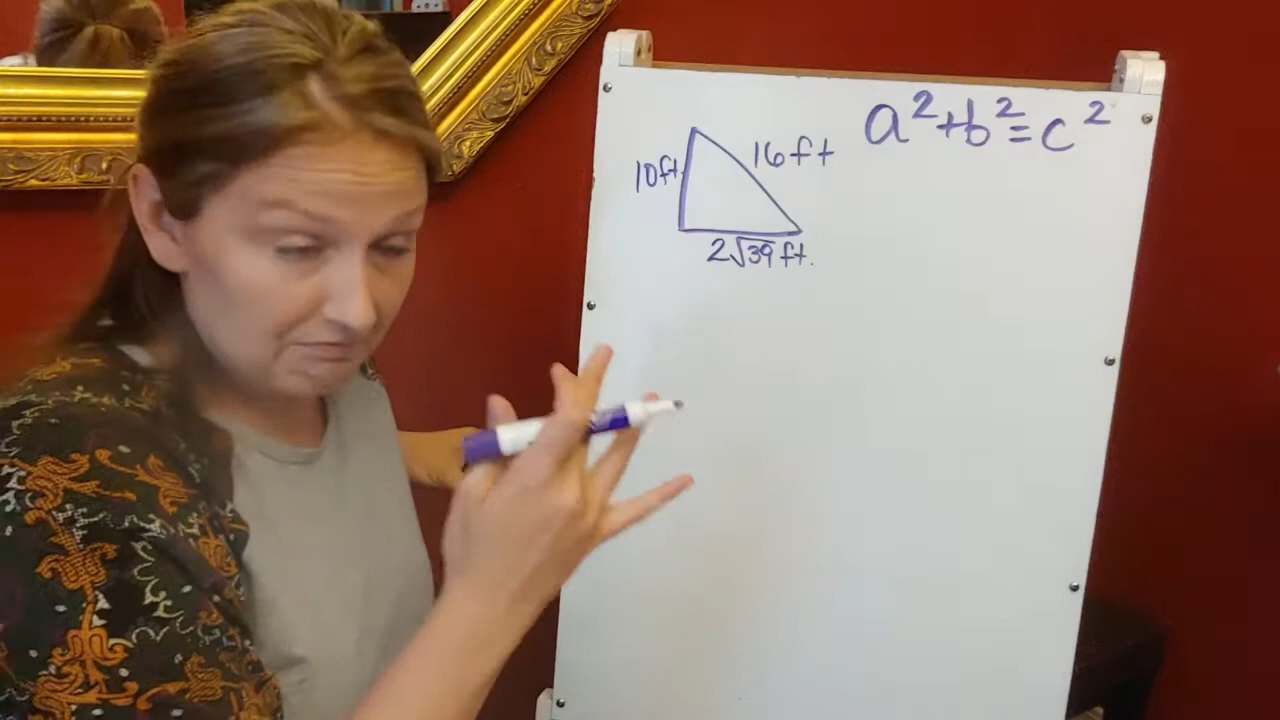 a²+b²=c²
10ft.
16ft
2√39 ft.